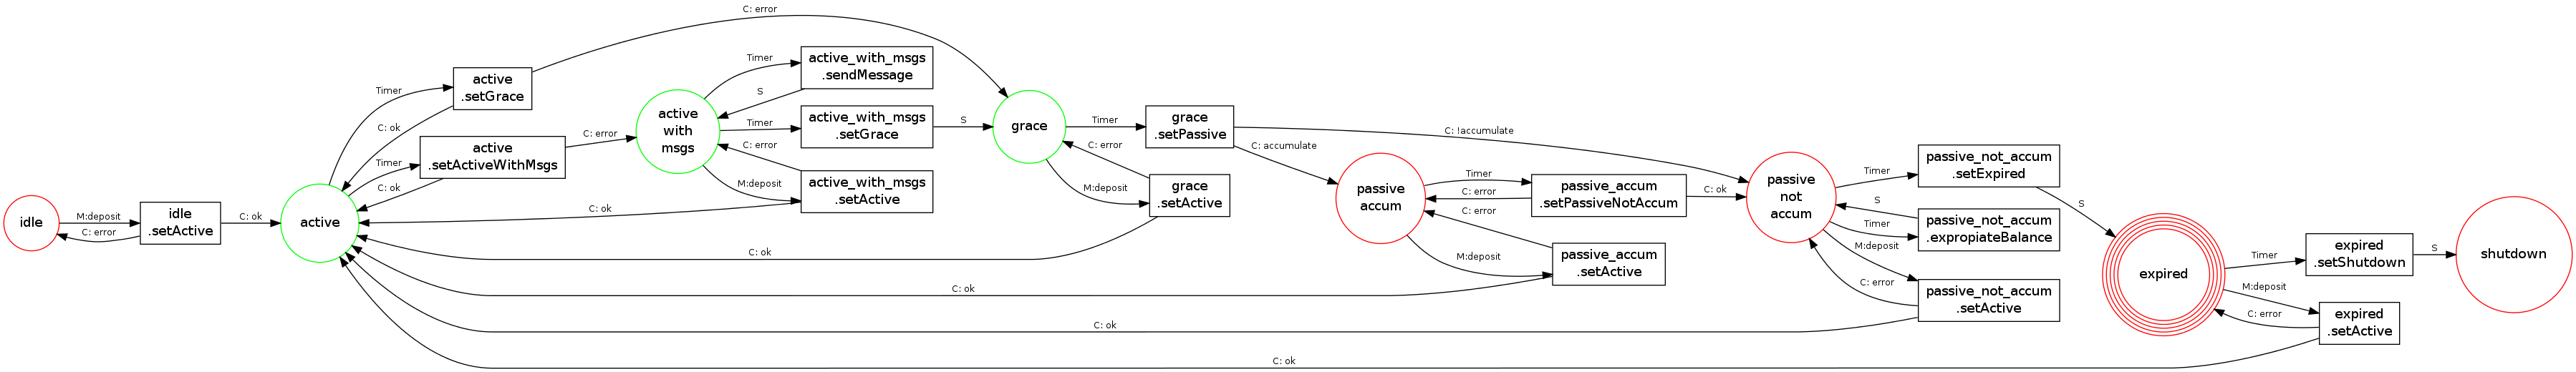 idle
M:deposit
C: error
idle
.setActive
C: ok
active
Timer
C: ok
active
.setGrace
C: error
Timer
C: ok
active
.setActiveWithMsgs
C: error
active
with
msgs
Timer
S
active_with_msgs
.sendMessage
Timer
active_with_msgs
.setGrace
S
C: error
M:deposit
active_with_msgs
.setActive
C: ok
grace
Timer
grace
.setPassive
C: !accumulate
C: accumulate
C: error
M:deposit
grace
.setActive
C: ok
passive
accum
Timer
C: error
passive_accum
.setPassiveNotAccum
C: ok
C: error
M:deposit
passive_accum
.setActive
C: ok
passive
not
accum
Timer
passive_not_accum
.setExpired
S
S
Timer
passive_not_accum
.expropiateBalance
M:deposit
C: error
passive_not_accum
.setActive
C: ok
expired
Timer
expired
.setShutdown
S
shutdown
M:deposit
C: error
expired
.setActive
C: ok